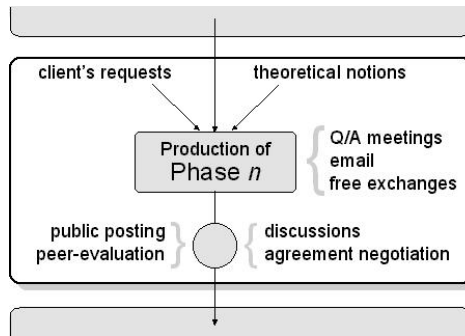 client's requests
theoretical notions
Production of
Phase n
Q/A meetings
email
free exchanges
public posting
peer-evaluation
discussions
agreement negotiation